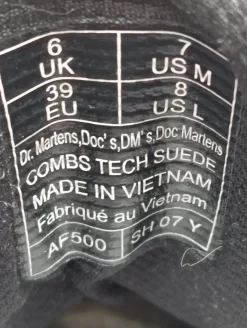 6 UK 7 US M
39 EU 8 US L
Dr. Martens,Doc' s,DM' s,Doc Martens
COMBS TECH SUEDE
MADE IN VIETNAM
Fabriqué au Vietnam
AF500 SH 07 Y